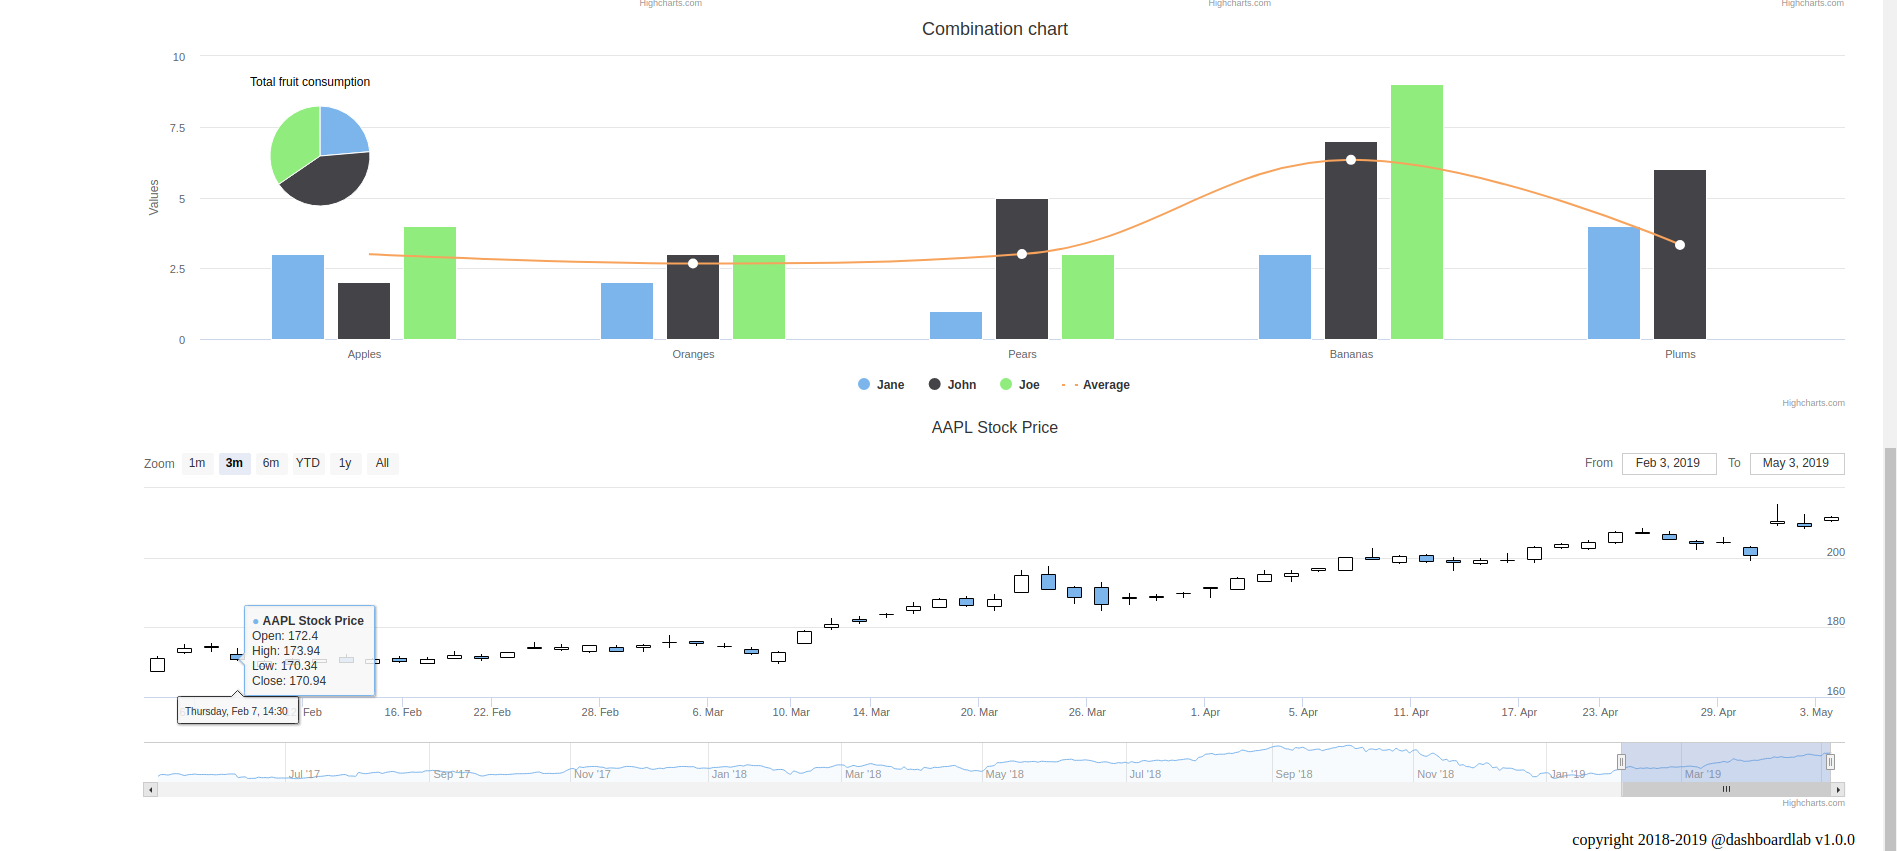 Highcharts.com Highcharts.com Highcharts.com
Combination chart
10
Total fruit consumption
7.5
Values
5
2.5
0
Apples Oranges Pears Bananas Plums
Jane John Joe Average
Highcharts.com
AAPL Stock Price
Zoom 1m 3m 6m YTD 1y All From Feb 3, 2019 To May 3, 2019
200
AAPL Stock Price
Open: 172.4
High: 173.94
Low: 170.34
Close: 170.94
180
160
Thursday, Feb 7, 14:30 Feb 16. Feb 22. Feb 28. Feb 6. Mar 10. Mar 14. Mar 20. Mar 26. Mar 1. Apr 5. Apr 11. Apr 17. Apr 23. Apr 29. Apr 3. May
Jul '17 Sep '17 Nov '17 Jan '18 Mar '18 May '18 Jul '18 Sep '18 Nov '18 Jan '19 Mar '19
Highcharts.com
copyright 2018-2019 @dashboardlab v1.0.0